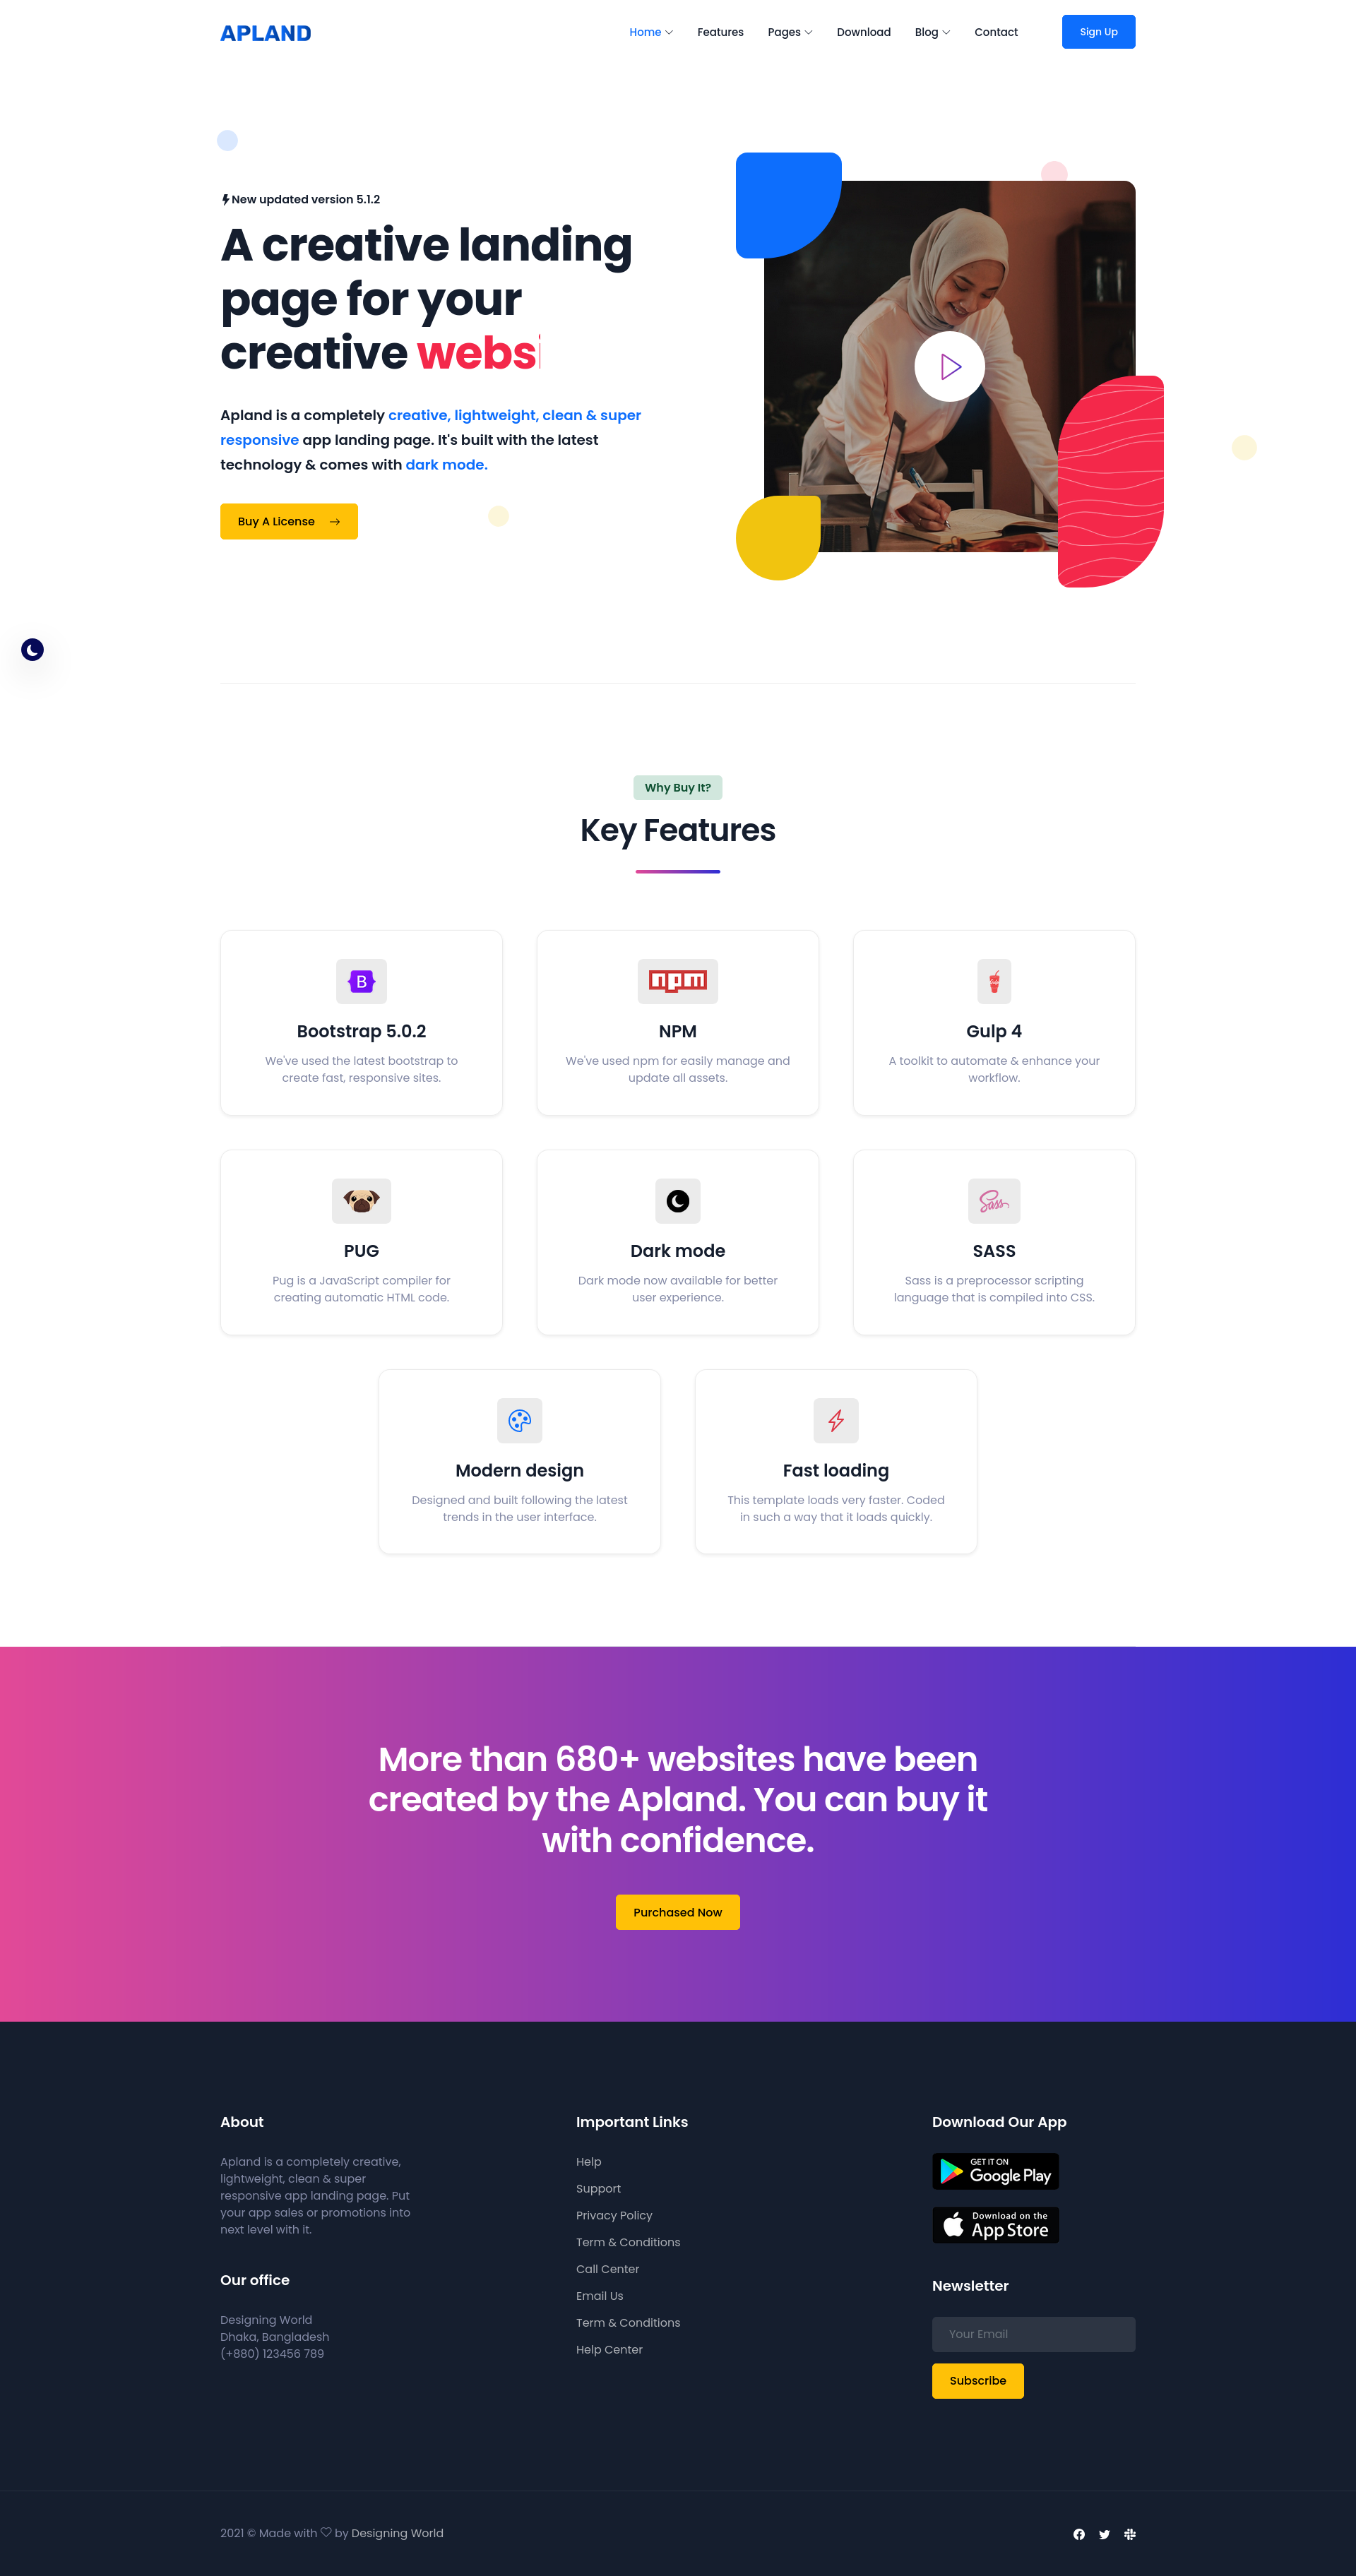 APLAND
Home
Features
Pages
Download
Blog
Contact
Sign Up
New updated version 5.1.2
A creative landing
page for your
creative websi
Apland is a completely creative, lightweight, clean & super
responsive app landing page. It's built with the latest
technology & comes with dark mode.
Buy A License
Why Buy It?
Key Features
B
Bootstrap 5.0.2
We've used the latest bootstrap to
create fast, responsive sites.
npm
NPM
We've used npm for easily manage and
update all assets.
Gulp 4
A toolkit to automate & enhance your
workflow.
PUG
Pug is a JavaScript compiler for
creating automatic HTML code.
Dark mode
Dark mode now available for better
user experience.
Sass
SASS
Sass is a preprocessor scripting
language that is compiled into CSS.
Modern design
Designed and built following the latest
trends in the user interface.
Fast loading
This template loads very faster. Coded
in such a way that it loads quickly.
More than 680+ websites have been
created by the Apland. You can buy it
with confidence.
Purchased Now
About
Apland is a completely creative,
lightweight, clean & super
responsive app landing page. Put
your app sales or promotions into
next level with it.
Our office
Designing World
Dhaka, Bangladesh
(+880) 123456 789
Important Links
Help
Support
Privacy Policy
Term & Conditions
Call Center
Email Us
Term & Conditions
Help Center
Download Our App
GET IT ON
Google Play
Download on the
App Store
Newsletter
Your Email
Subscribe
2021 © Made with ♡ by Designing World